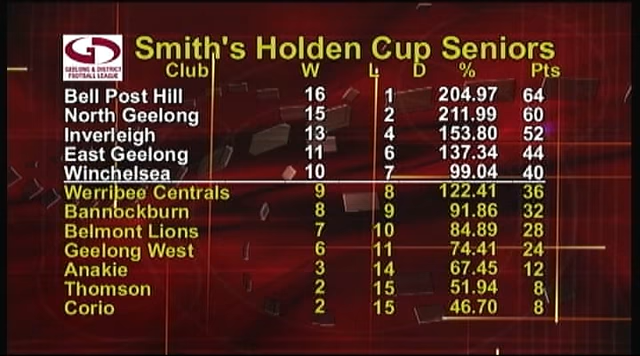 Smith's Holden Cup Seniors
GEELONG & DISTRICT
FOOTBALL LEAGUE
Club W L D % Pts
Bell Post Hill 16 1 204.97 64
North Geelong 15 2 211.99 60
Inverleigh 13 4 153.80 52
East Geelong 11 6 137.34 44
Winchelsea 10 7 99.04 40
Werribee Centrals 9 8 122.41 36
Bannockburn 8 9 91.86 32
Belmont Lions 7 10 84.89 28
Geelong West 6 11 74.41 24
Anakie 3 14 67.45 12
Thomson 2 15 51.94 8
Corio 2 15 46.70 8